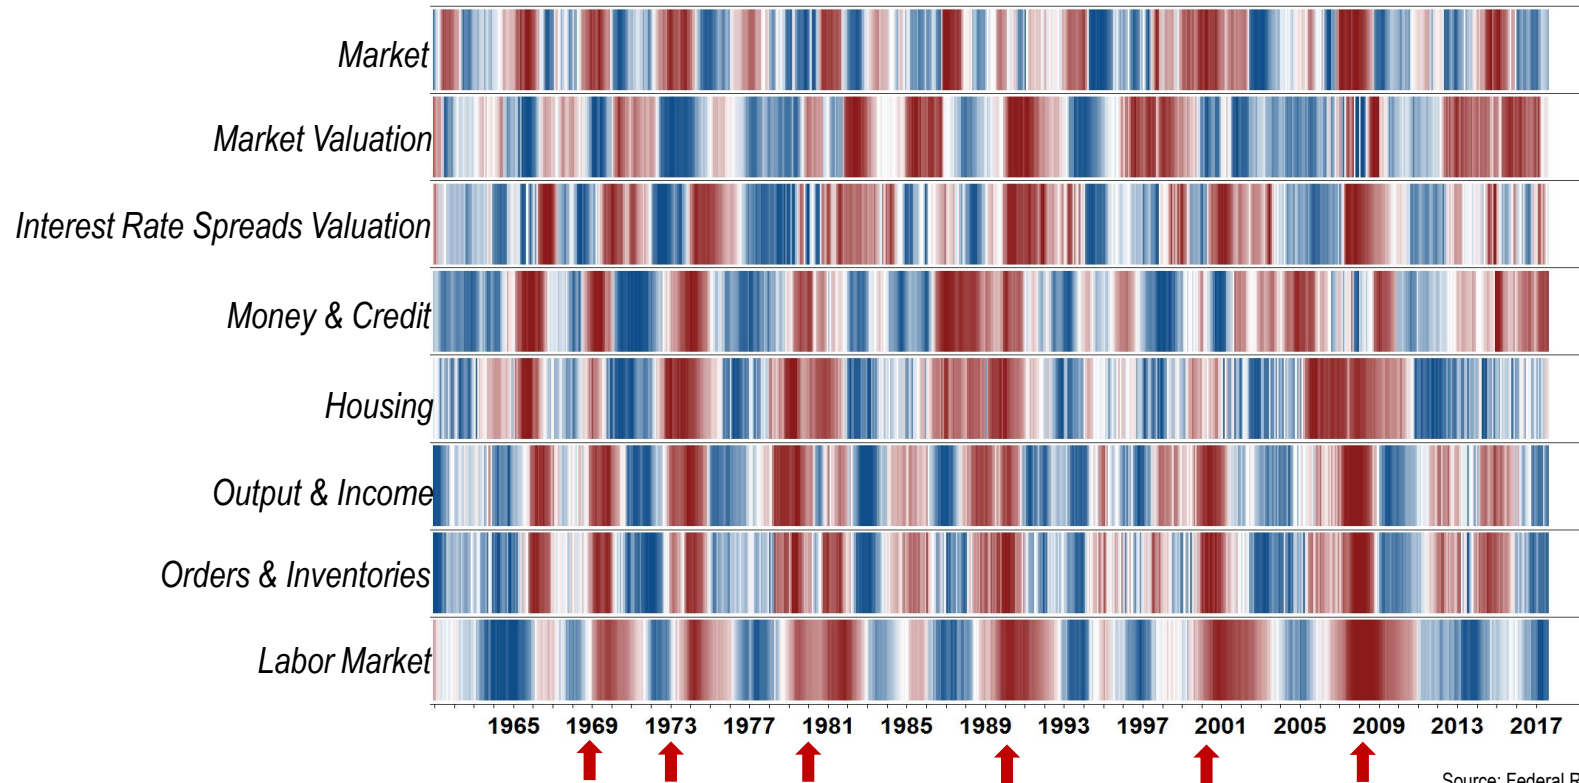 Market
Market Valuation
Interest Rate Spreads Valuation
Money & Credit
Housing
Output & Income
Orders & Inventories
Labor Market
1965 1969 1973 1977 1981 1985 1989 1993 1997 2001 2005 2009 2013 2017
Source: Federal R